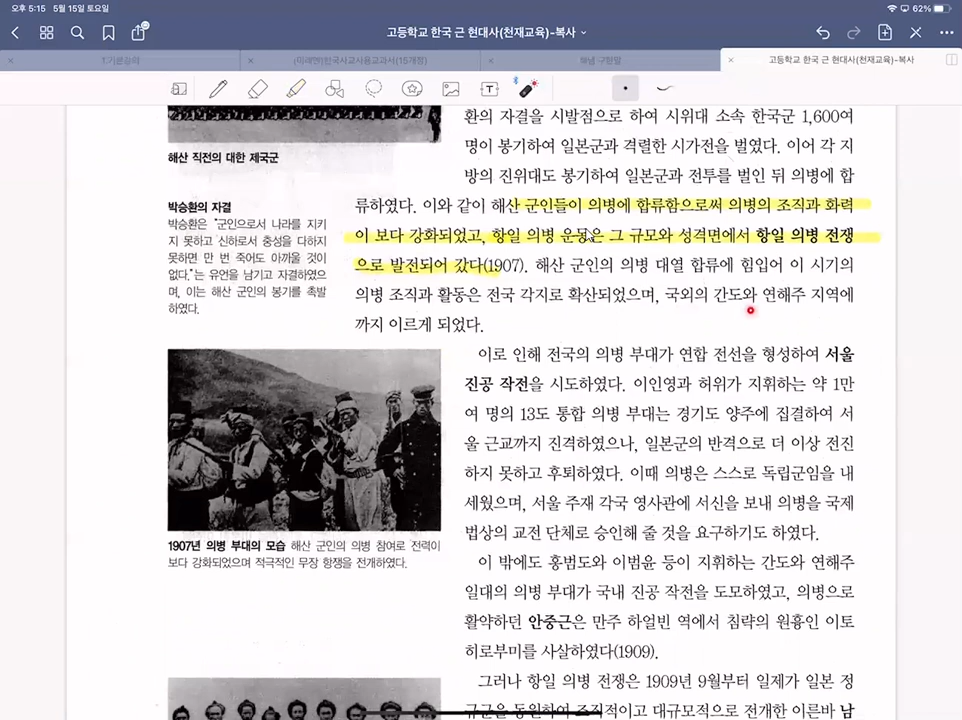 오후 5:15 5월 15일 토요일
62%
고등학교 한국 근 현대사(천재교육)-복사
(미래엔)한국사교사용교과서(15개정)
고등학교 한국 근 현대사(천재교육)-복사
해산 직전의 대한 제국군
박승환의 자결
박승환은 "군인으로서 나라를 지키
지 못하고 신하로서 충성을 다하지
못하면 만 번 죽어도 아까울 것이
없다."는 유언을 남기고 자결하였으
며, 이는 해산 군인의 봉기를 촉발
하였다.
환의 자결을 시발점으로 하여 시위대 소속 한국군 1,600여
명이 봉기하여 일본군과 격렬한 시가전을 벌였다. 이어 각 지
방의 진위대도 봉기하여 일본군과 전투를 벌인 뒤 의병에 합
류하였다. 이와 같이 해산 군인들이 의병에 합류함으로써 의병의 조직과 화력
이 보다 강화되었고, 항일 의병 운동은 그 규모와 성격면에서 항일 의병 전쟁
으로 발전되어 갔다(1907). 해산 군인의 의병 대열 합류에 힘입어 이 시기의
의병 조직과 활동은 전국 각지로 확산되었으며, 국외의 간도와 연해주 지역에
까지 이르게 되었다.
이로 인해 전국의 의병 부대가 연합 전선을 형성하여 서울
진공 작전을 시도하였다. 이인영과 허위가 지휘하는 약 1만
여 명의 13도 통합 의병 부대는 경기도 양주에 집결하여 서
울 근교까지 진격하였으나, 일본군의 반격으로 더 이상 전진
하지 못하고 후퇴하였다. 이때 의병은 스스로 독립군임을 내
세웠으며, 서울 주재 각국 영사관에 서신을 보내 의병을 국제
법상의 교전 단체로 승인해 줄 것을 요구하기도 하였다.
1907년 의병 부대의 모습 해산 군인의 의병 참여로 전력이
보다 강화되었으며 적극적인 무장 항쟁을 전개하였다.
이 밖에도 홍범도와 이범윤 등이 지휘하는 간도와 연해주
일대의 의병 부대가 국내 진공 작전을 도모하였고, 의병으로
활약하던 안중근은 만주 하얼빈 역에서 침략의 원흉인 이토
히로부미를 사살하였다(1909).
그러나 항일 의병 전쟁은 1909년 9월부터 일제가 일본 정
규군을 동원하여 조직적이고 대규모적으로 전개한 이른바 남